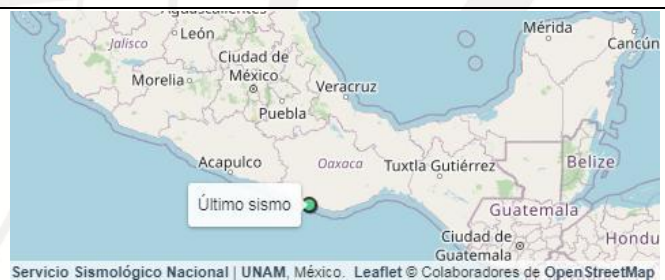 Aguascalientes
León
Jalisco
Mérida
Cancún
Ciudad de
México
Morelia
Veracruz
Puebla
Acapulco
Oaxaca
Tuxtla Gutiérrez
Belize
Último sismo
Guatemala
Ciudad de
Guatemala
Hondu
Servicio Sismológico Nacional | UNAM, México. Leaflet © Colaboradores de OpenStreetMap